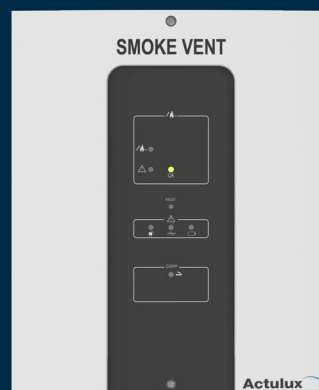 SMOKE VENT
OK
RESET
COMF.
Actulux